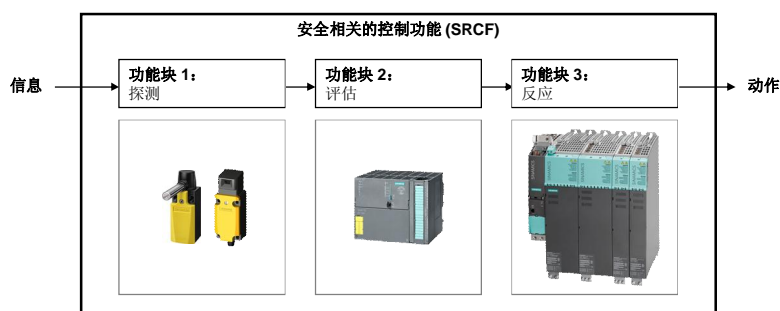 安全相关的控制功能 (SRCF)
信息
功能块 1：
探测
功能块 2：
评估
功能块 3：
反应
动作